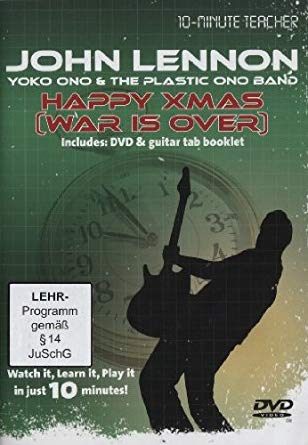 10-MINUTE TEACHER
JOHN LENNON
YOKO ONO & THE PLASTIC ONO BAND
HAPPY XMAS
(WAR IS OVER)
Includes: DVD & guitar tab booklet
LEHR-
Programm
gemäß
§ 14
JuSchG
Watch it, Learn it, Play it
in just 10 minutes!
DVD
VIDEO